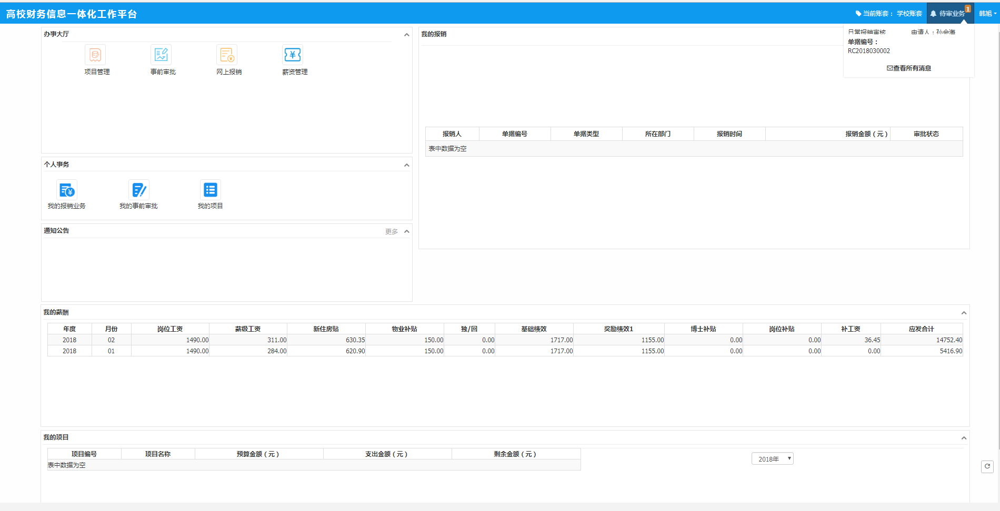 高校财务信息一体化工作平台
当前账套： 学校账套
待审业务
1
韩旭
办事大厅
项目管理
事前审批
网上报销
薪资管理
我的报销
日常报销审核 申请人：孙会海
单据编号：
RC2018030002
查看所有消息
报销人 单据编号 单据类型 所在部门 报销时间 报销金额（元） 审批状态
表中数据为空
个人事务
我的报销业务
我的事前审批
我的项目
通知公告
更多
我的薪酬
年度 月份 岗位工资 薪级工资 新住房贴 物业补贴 独/回 基础绩效 奖励绩效1 博士补贴 岗位补贴 补工资 应发合计
2018 02 1490.00 311.00 630.35 150.00 0.00 1717.00 1155.00 0.00 0.00 36.45 14752.40
2018 01 1490.00 284.00 620.90 150.00 0.00 1717.00 1155.00 0.00 0.00 0.00 5416.90
我的项目
项目编号 项目名称 预算金额（元） 支出金额（元） 剩余金额（元）
表中数据为空
2018年